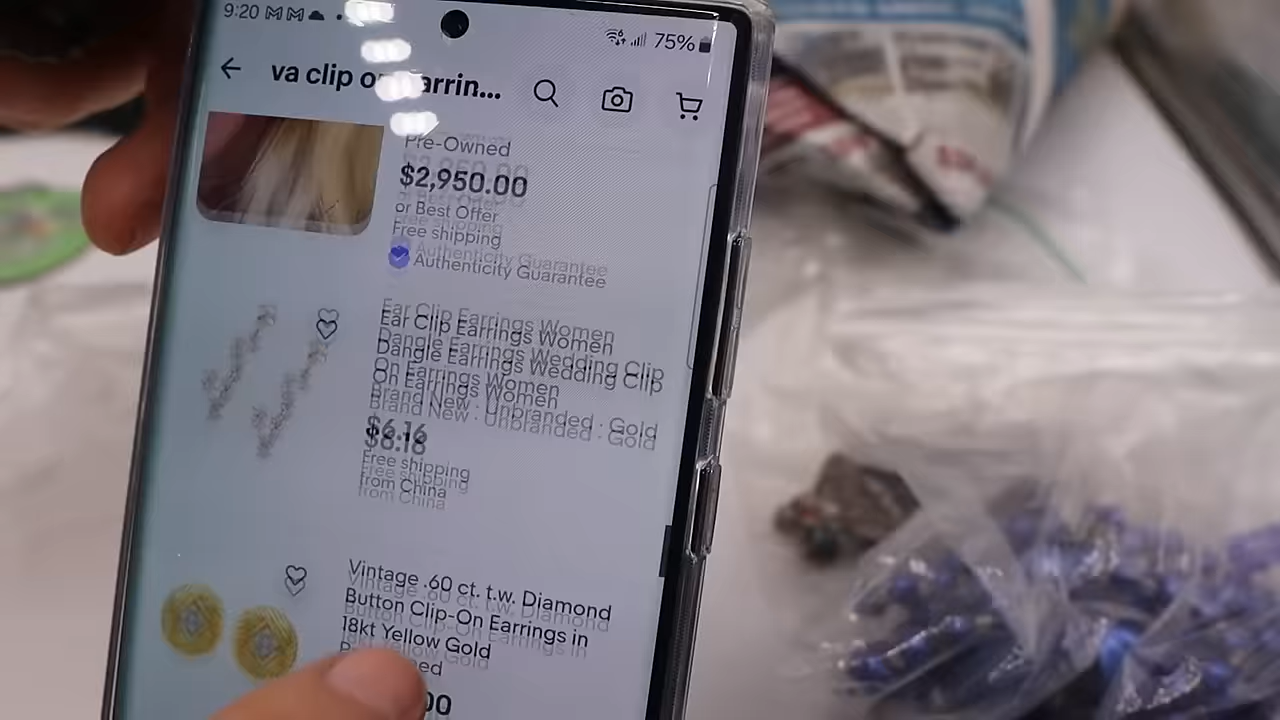 9:20
75%
va clip o arrin...
Pre-Owned
$2,950.00
or Best Offer
Free shipping
Authenticity Guarantee
Ear Clip Earrings Women
Dangle Earrings Wedding Clip
On Earrings Women
Brand New · Unbranded · Gold
Free shipping
from China
Vintage .60 ct. t.w. Diamond
Button Clip-On Earrings in
18kt Yellow Gold